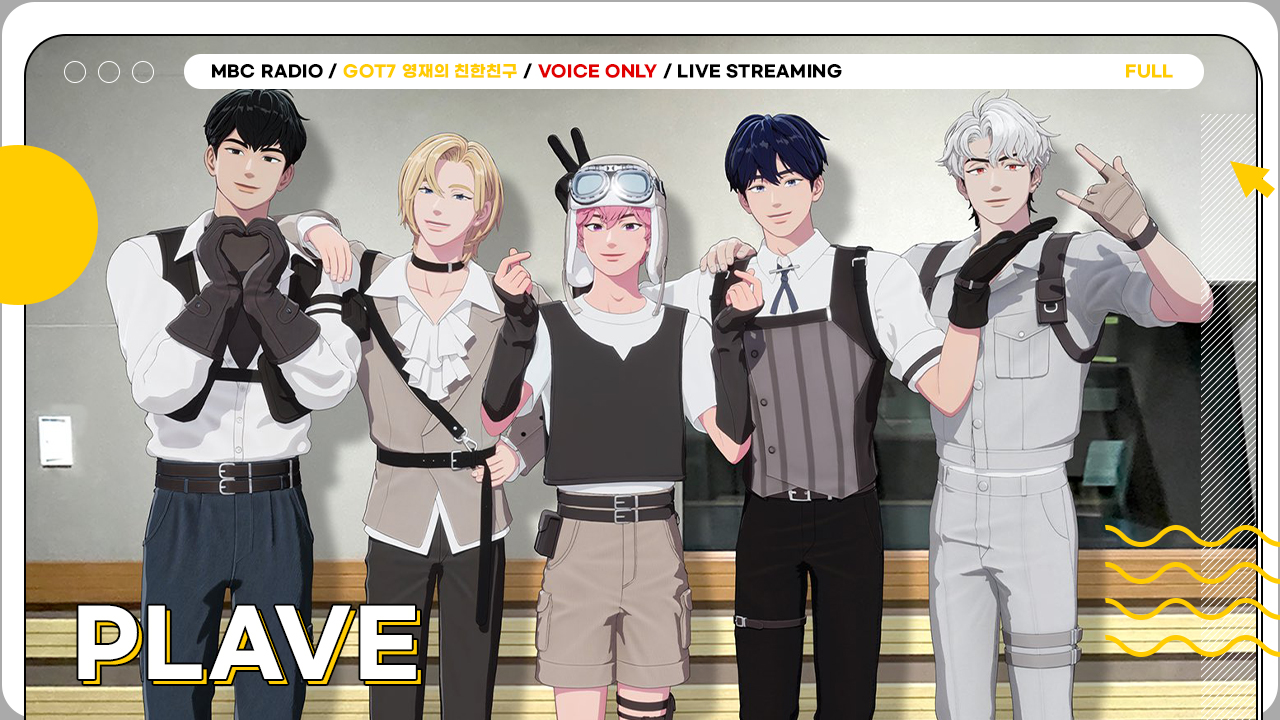 MBC RADIO / GOT7 영재의 친한친구 / VOICE ONLY / LIVE STREAMING FULL
PLAVE